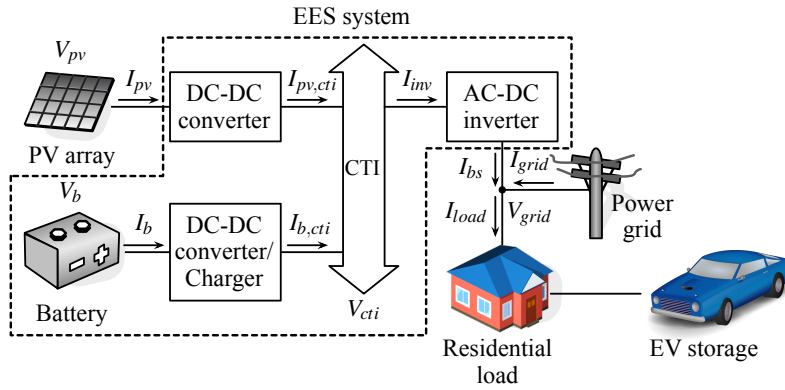 EES system
V_pv
I_pv
DC-DC
converter
I_pv,cti
I_inv
AC-DC
inverter
PV array
CTI
I_bs
I_grid
V_b
I_b
DC-DC
converter/
Charger
I_b,cti
I_load
V_grid
Power
grid
Battery
V_cti
Residential
load
EV storage